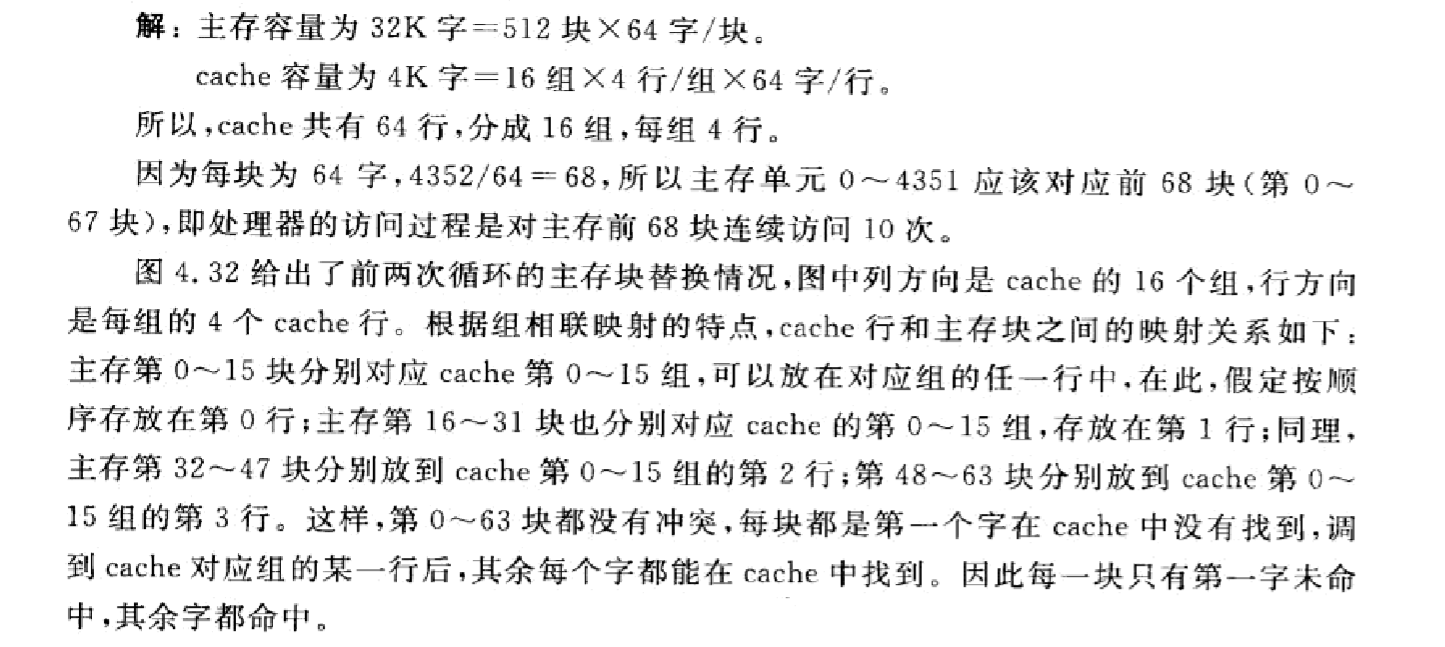 解：主存容量为 32K 字＝512 块×64 字/块。
cache 容量为 4K 字＝16 组×4 行/组×64 字/行。
所以，cache 共有 64 行，分成 16 组，每组 4 行。
因为每块为 64 字，4352/64＝68，所以主存单元 0～4351 应该对应前 68 块（第 0～
67 块），即处理器的访问过程是对主存前 68 块连续访问 10 次。
图 4.32 给出了前两次循环的主存块替换情况，图中列方向是 cache 的 16 个组，行方向
是每组的 4 个 cache 行。根据组相联映射的特点，cache 行和主存块之间的映射关系如下：
主存第 0～15 块分别对应 cache 第 0～15 组，可以放在对应组的任一行中，在此，假定按顺
序存放在第 0 行；主存第 16～31 块也分别对应 cache 的第 0～15 组，存放在第 1 行；同理，
主存第 32～47 块分别放到 cache 第 0～15 组的第 2 行；第 48～63 块分别放到 cache 第 0～
15 组的第 3 行。这样，第 0～63 块都没有冲突，每块都是第一个字在 cache 中没有找到，调
到 cache 对应组的某一行后，其余每个字都能在 cache 中找到。因此每一块只有第一字未命
中，其余字都命中。